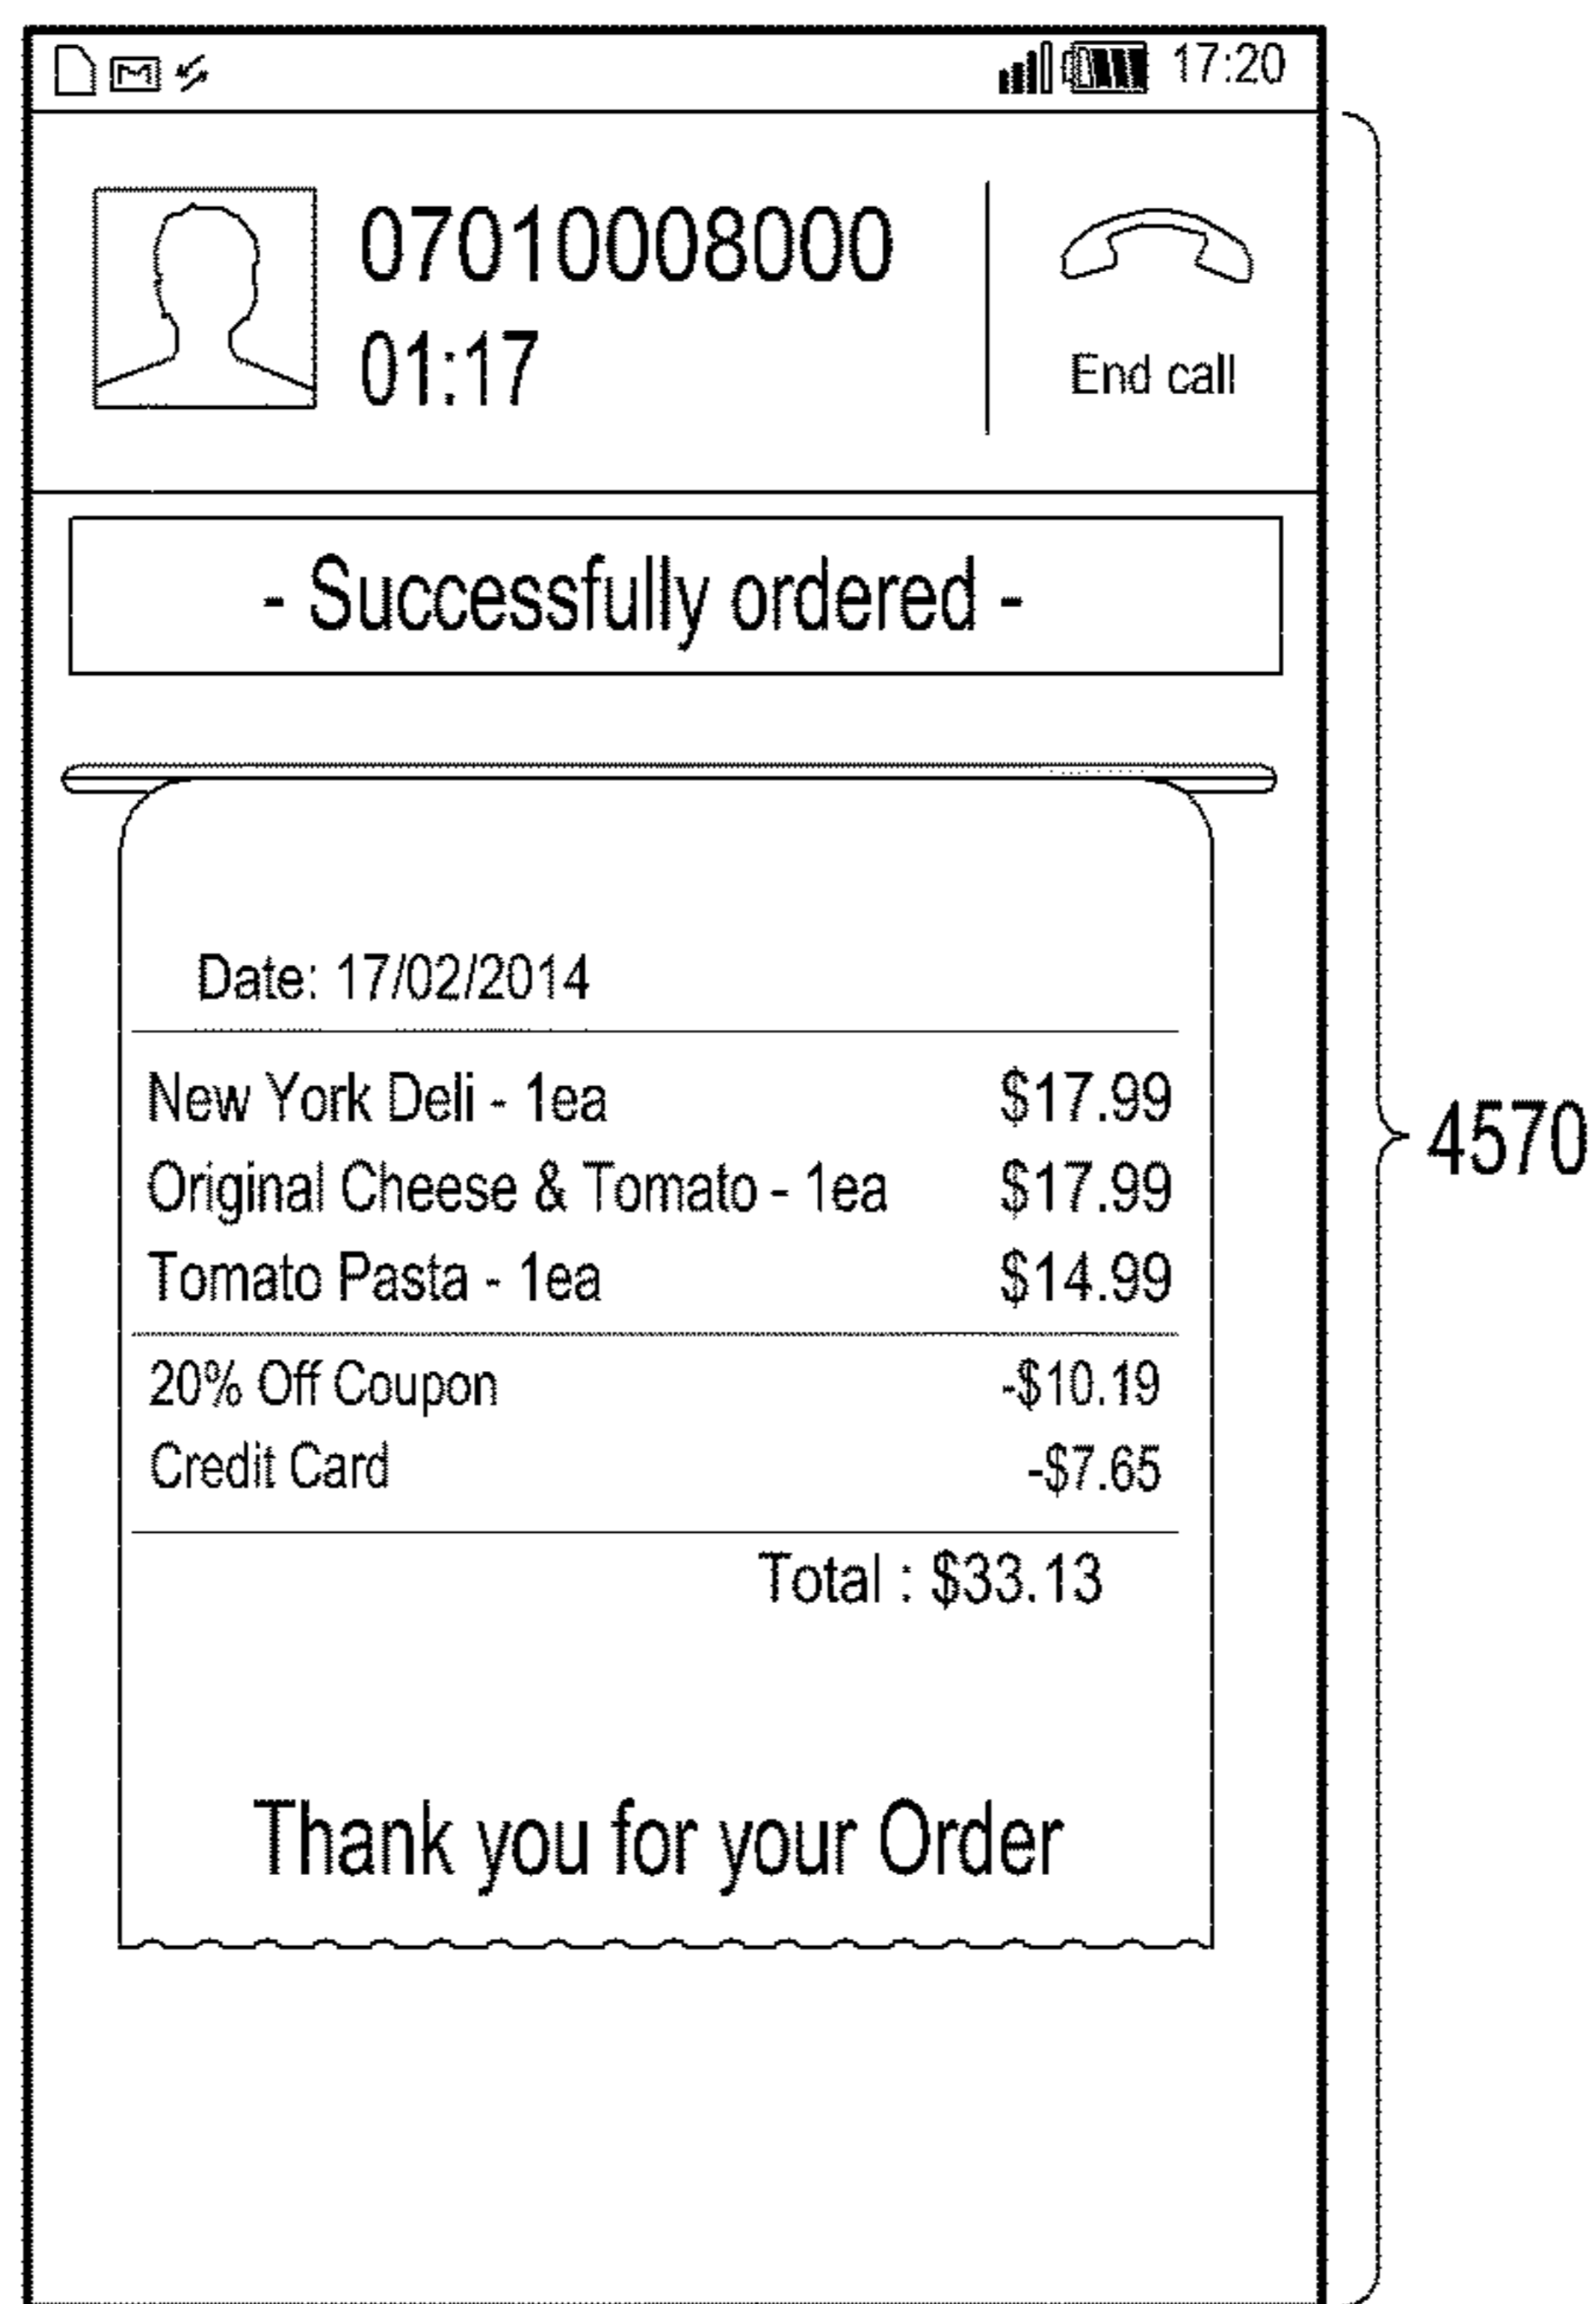 17:20
07010008000
01:17
End call
- Successfully ordered -
Date: 17/02/2014
New York Deli - 1ea $17.99
Original Cheese & Tomato - 1ea $17.99
Tomato Pasta - 1ea $14.99
20% Off Coupon -$10.19
Credit Card -$7.65
Total : $33.13
Thank you for your Order
4570